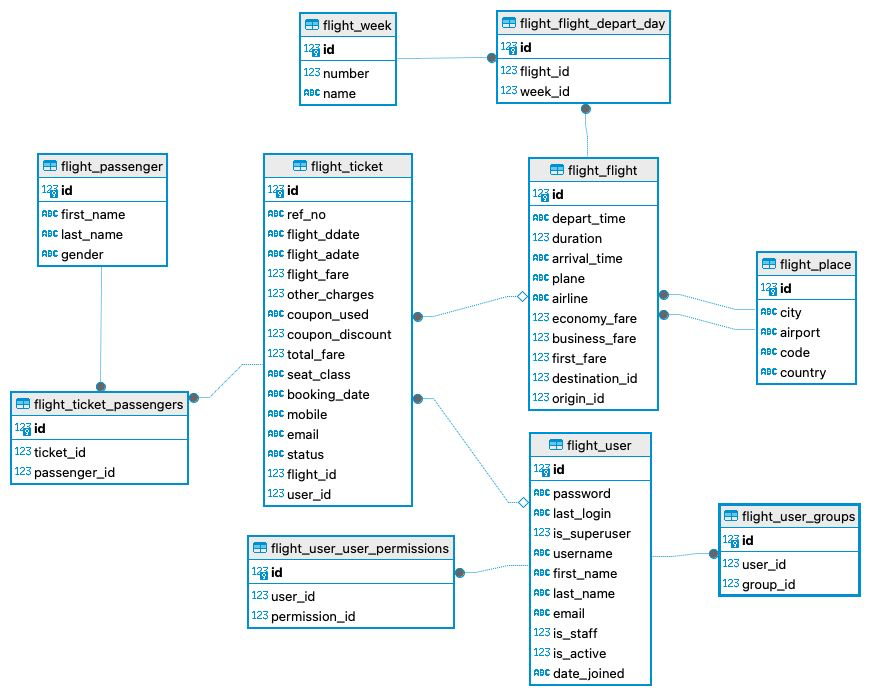 flight_week
123 id
123 number
ABC name
flight_flight_depart_day
123 id
123 flight_id
123 week_id
flight_passenger
123 id
ABC first_name
ABC last_name
ABC gender
flight_ticket
123 id
ABC ref_no
ABC flight_ddate
ABC flight_adate
123 flight_fare
123 other_charges
ABC coupon_used
123 coupon_discount
123 total_fare
ABC seat_class
ABC booking_date
ABC mobile
ABC email
ABC status
123 flight_id
123 user_id
flight_flight
123 id
ABC depart_time
123 duration
ABC arrival_time
ABC plane
ABC airline
123 economy_fare
123 business_fare
123 first_fare
123 destination_id
123 origin_id
flight_place
123 id
ABC city
ABC airport
ABC code
ABC country
flight_ticket_passengers
123 id
123 ticket_id
123 passenger_id
flight_user
123 id
ABC password
ABC last_login
123 is_superuser
ABC username
ABC first_name
ABC last_name
ABC email
123 is_staff
123 is_active
ABC date_joined
flight_user_groups
123 id
123 user_id
123 group_id
flight_user_user_permissions
123 id
123 user_id
123 permission_id